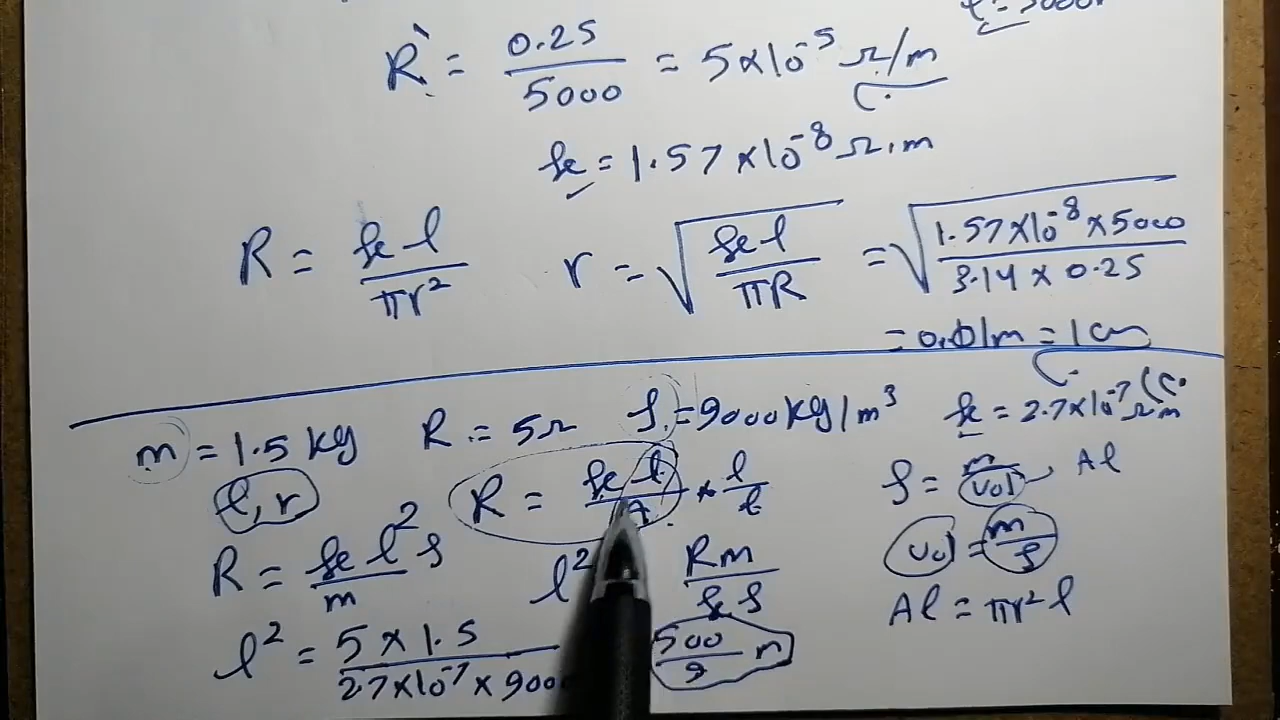 R` = 0.25/5000 = 5×10⁻⁵ Ω/m
ρe = 1.57×10⁻⁸ Ω.m
R = ρe l/πr² r = √(ρe l/πR) = √(1.57×10⁻⁸×5000/3.14×0.25)
= 0.01m = 1cm
m = 1.5 kg R = 5Ω ρ = 9000 kg/m³ ρe = 2.7×10⁻⁷ Ωm
l, r R = ρe l/A × l/l ρ = m/vol Al
R = ρe l² ρ/m l² Rm/ρe ρ vol = m/ρ
Al = πr² l
l² = 5×1.5/2.7×10⁻⁷×900 500/9 m